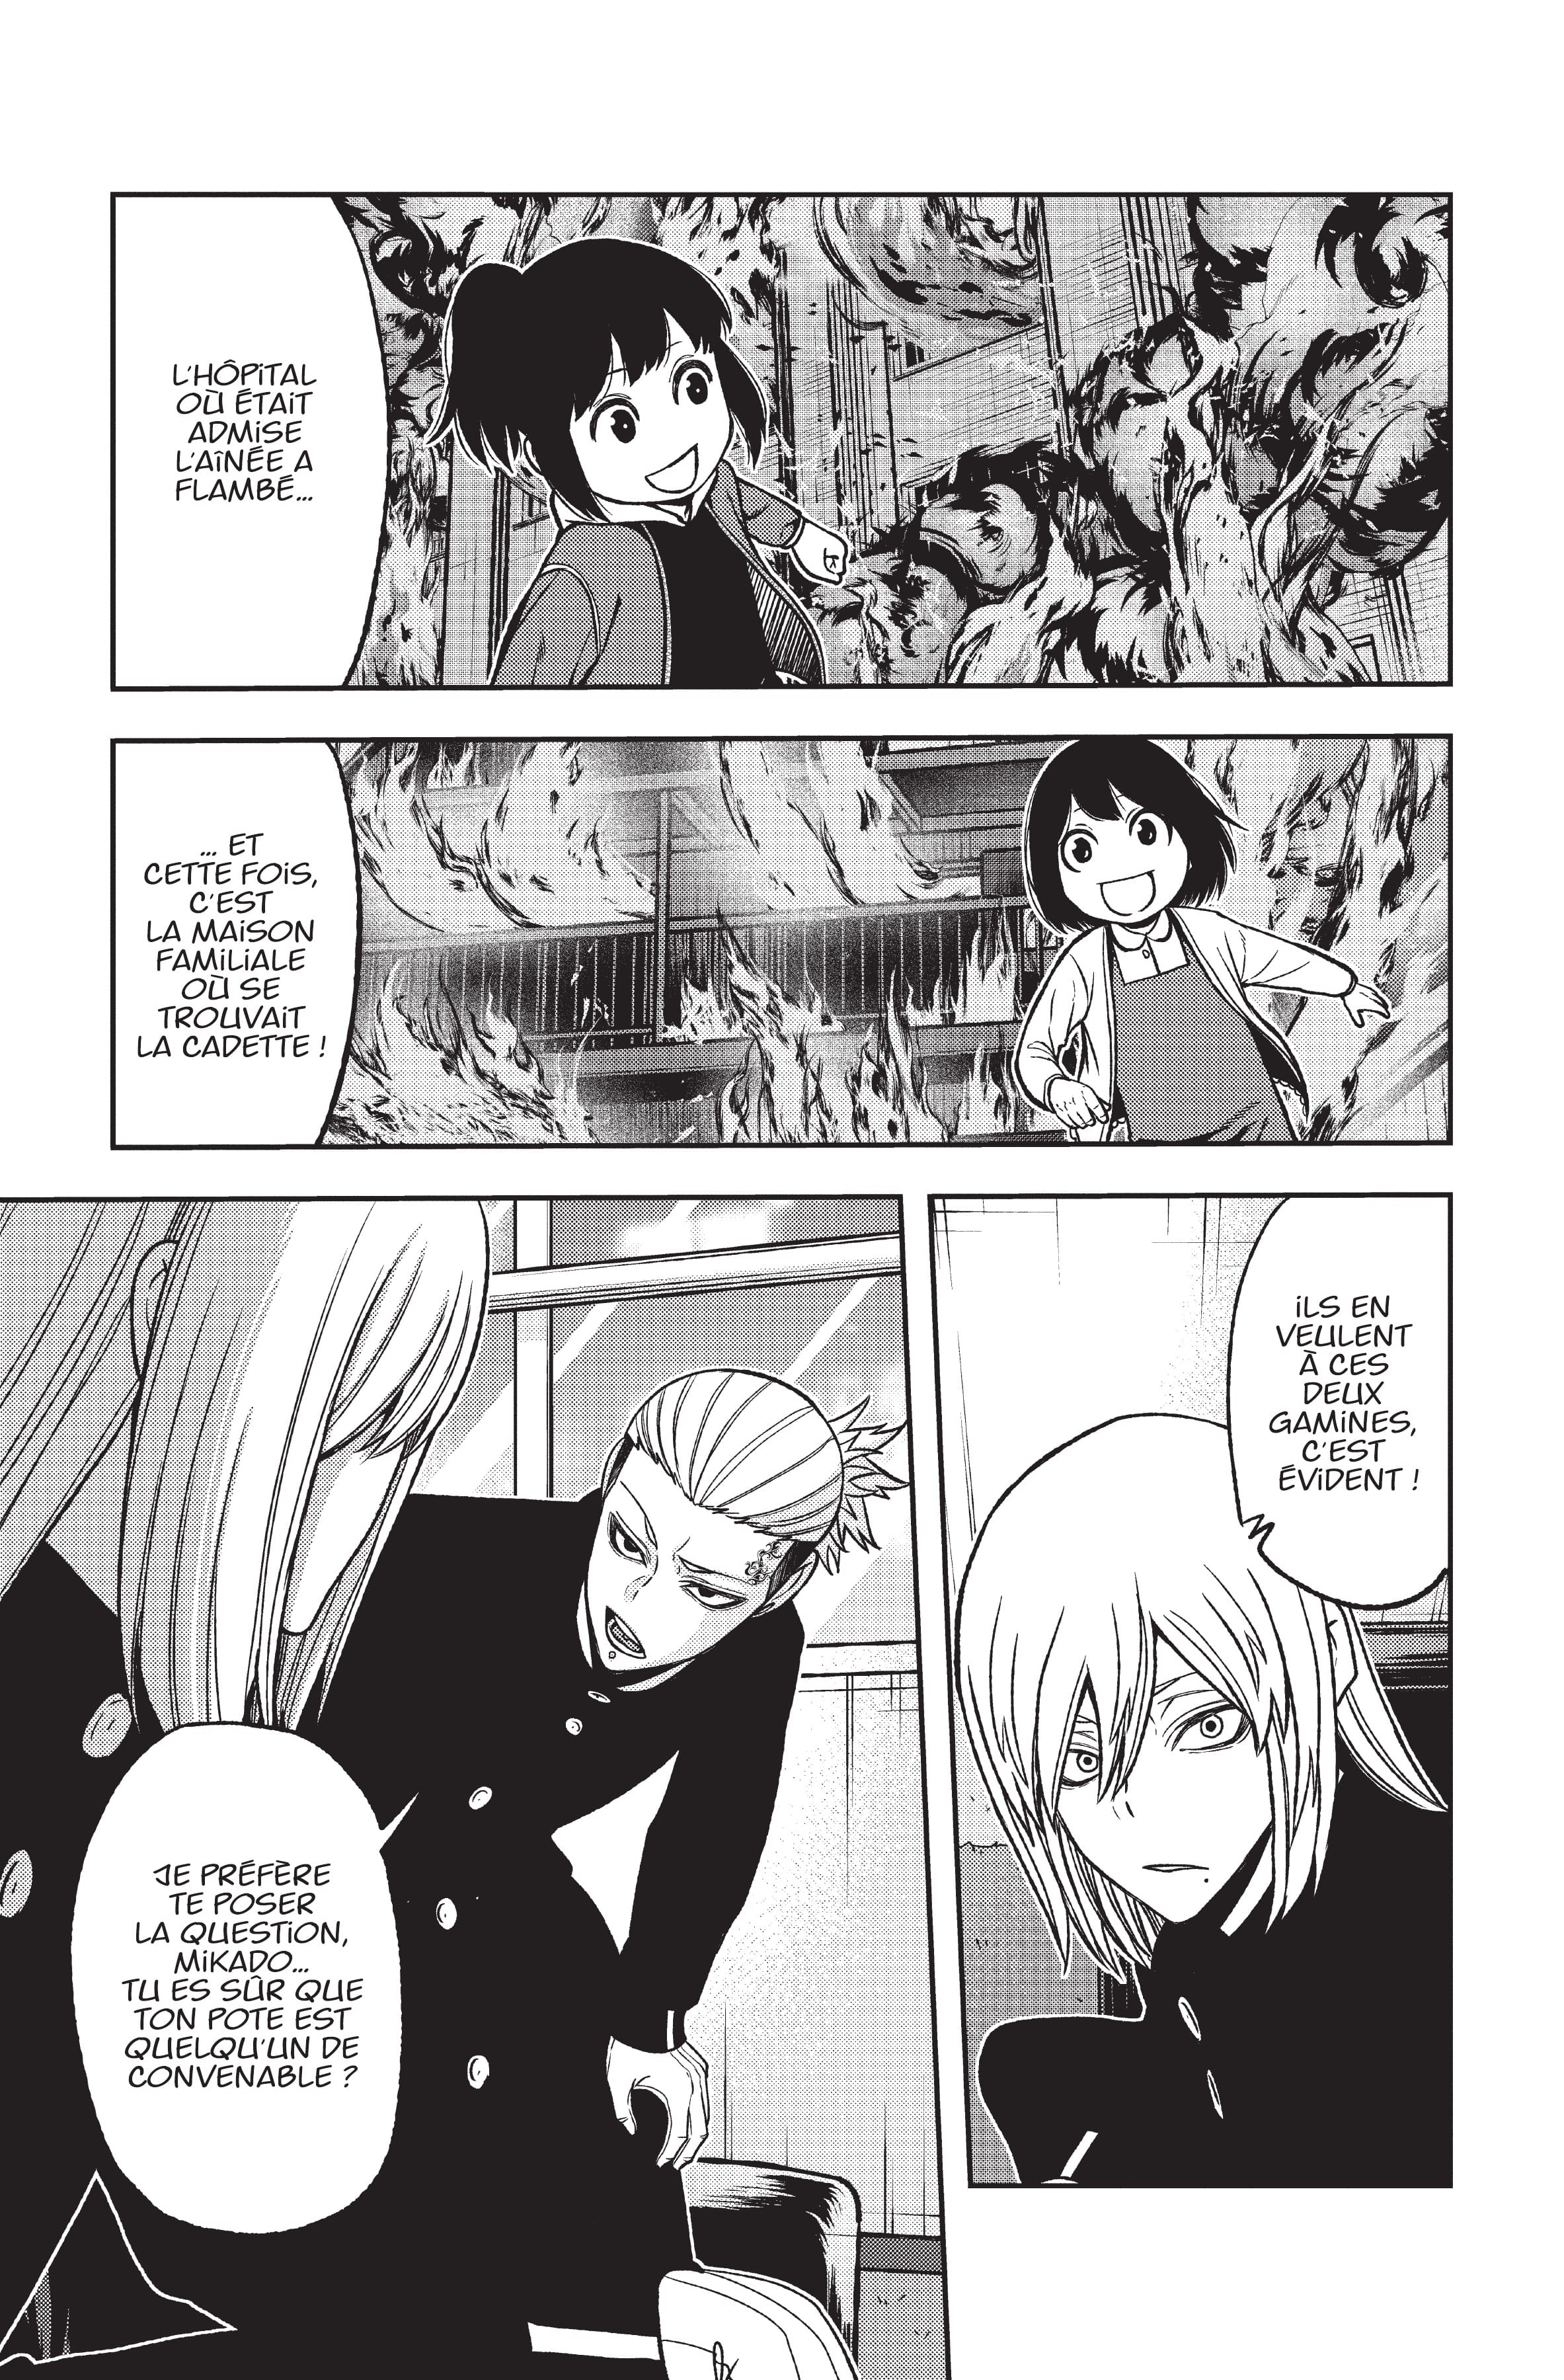 L'HÔPITAL
OÙ ÉTAIT
ADMISE
L'AÎNÉE A
FLAMBÉ...
... ET
CETTE FOIS,
C'EST
LA MAISON
FAMILIALE
OÙ SE
TROUVAIT
LA CADETTE !
ILS EN
VEULENT
À CES
DEUX
GAMINES,
C'EST
ÉVIDENT !
JE PRÉFÈRE
TE POSER
LA QUESTION,
MIKADO...
TU ES SÛR QUE
TON POTE EST
QUELQU'UN DE
CONVENABLE ?